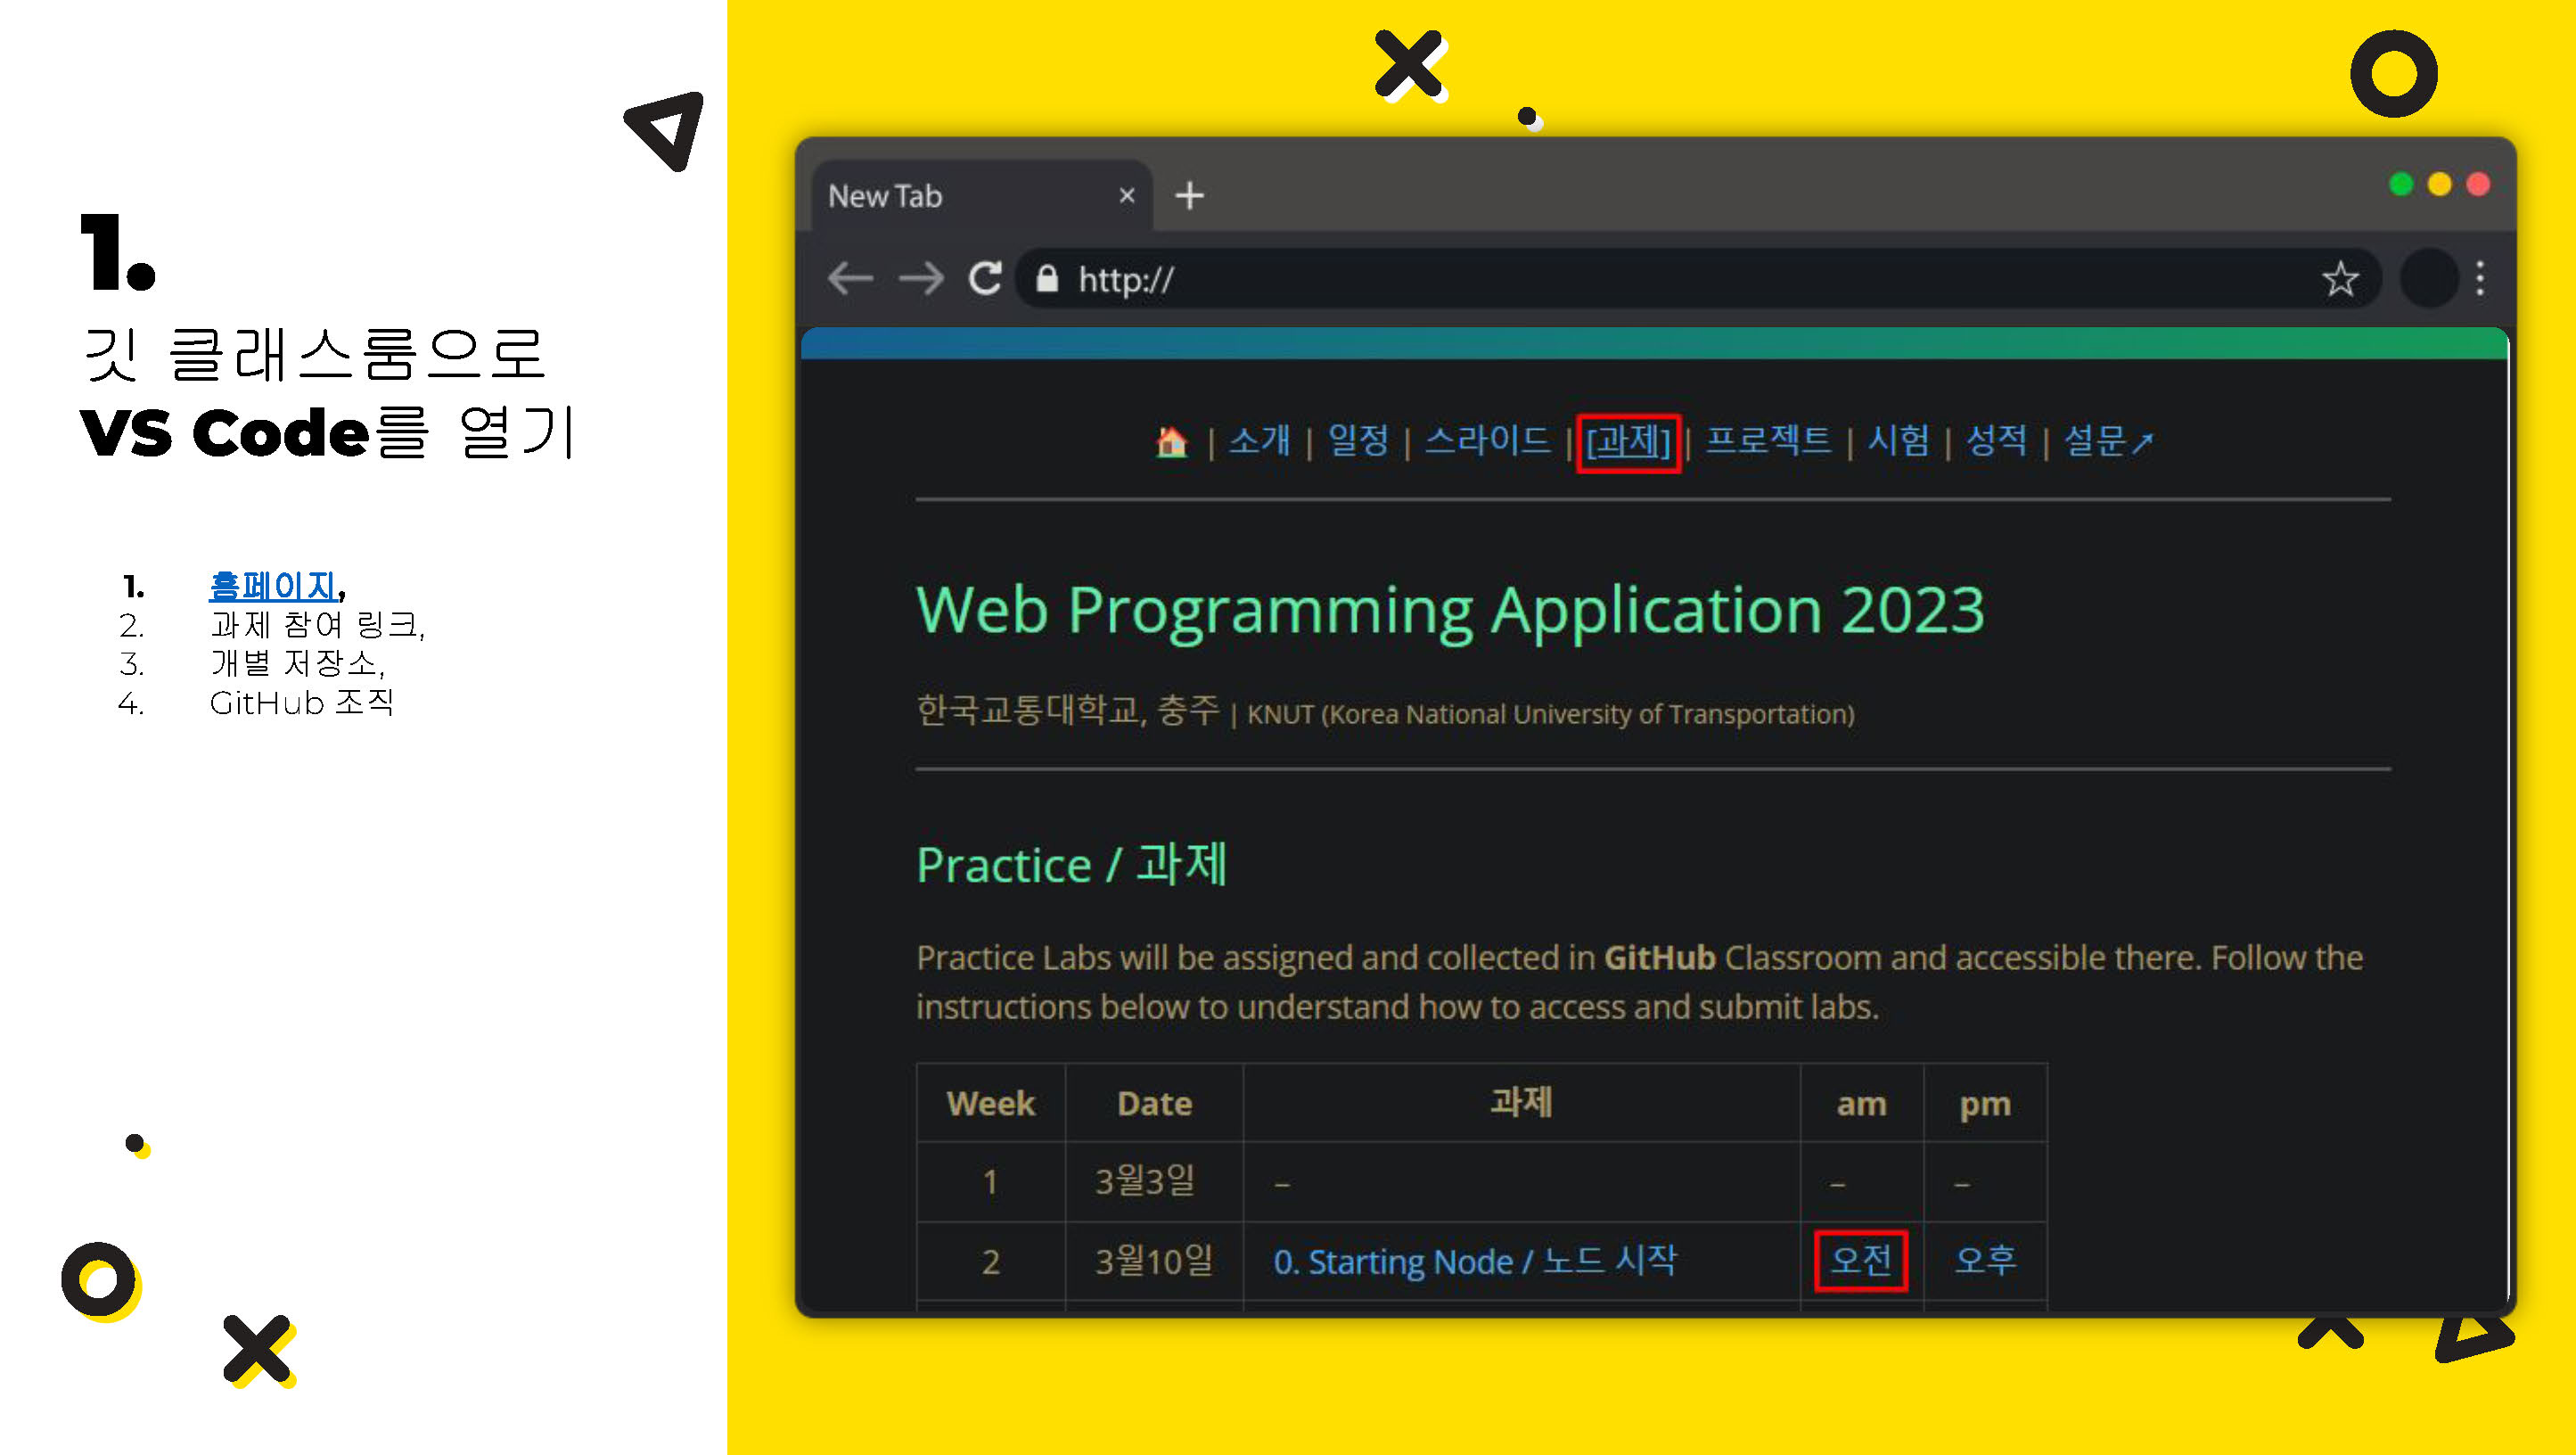 1.
깃 클래스룸으로
VS Code를 열기
1. 홈페이지,
2. 과제 참여 링크,
3. 개별 저장소,
4. GitHub 조직
New Tab × +
http://
| 소개 | 일정 | 스라이드 | [과제] | 프로젝트 | 시험 | 성적 | 설문↗
Web Programming Application 2023
한국교통대학교, 충주 | KNUT (Korea National University of Transportation)
Practice / 과제
Practice Labs will be assigned and collected in GitHub Classroom and accessible there. Follow the
instructions below to understand how to access and submit labs.
Week Date 과제 am pm
1 3월3일 – – –
2 3월10일 0. Starting Node / 노드 시작 오전 오후